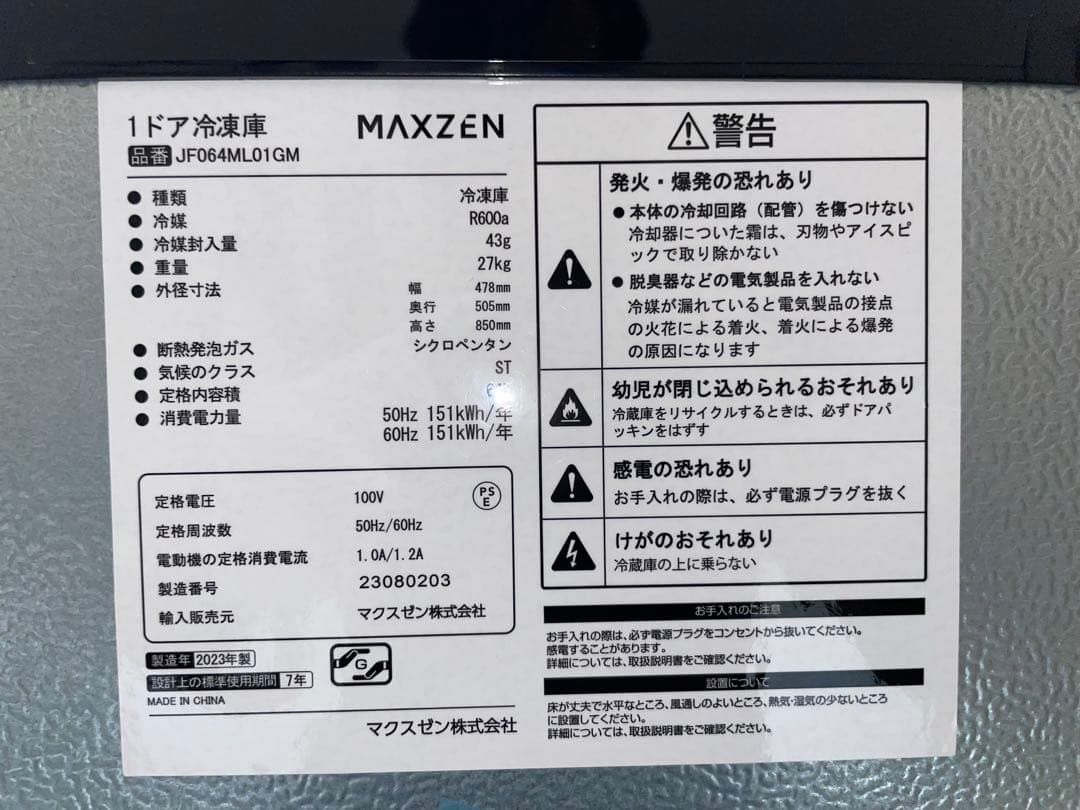 1ドア冷凍庫
MAXZEN
品番 JF064ML01GM
● 種類 冷凍庫
● 冷媒 R600a
● 冷媒封入量 43g
● 重量 27kg
● 外径寸法 幅 478mm
奥行 505mm
高さ 850mm
● 断熱発泡ガス シクロペンタン
● 気候のクラス ST
● 定格内容積
● 消費電力量 50Hz 151kWh/年
60Hz 151kWh/年
定格電圧 100V
PS
E
定格周波数 50Hz/60Hz
電動機の定格消費電流 1.0A/1.2A
製造番号 23080203
輸入販売元 マクスゼン株式会社
製造年 2023年製
G
設計上の標準使用期間 7年
MADE IN CHINA
マクスゼン株式会社
警告
発火・爆発の恐れあり
● 本体の冷却回路（配管）を傷つけない
冷却器についた霜は、刃物やアイスピ
ックで取り除かない
● 脱臭器などの電気製品を入れない
冷媒が漏れていると電気製品の接点
の火花による着火、着火による爆発
の原因になります
幼児が閉じ込められるおそれあり
冷蔵庫をリサイクルするときは、必ずドアパ
ッキンをはずす
感電の恐れあり
お手入れの際は、必ず電源プラグを抜く
けがのおそれあり
冷蔵庫の上に乗らない
お手入れのご注意
お手入れの際は、必ず電源プラグをコンセントから抜いてください。
感電することがあります。
詳細については、取扱説明書をご確認ください。
設置について
床が丈夫で水平なところ、風通しのよいところ、熱気・湿気の少ないところ
に設置してください。
詳細については、取扱説明書をご確認ください。